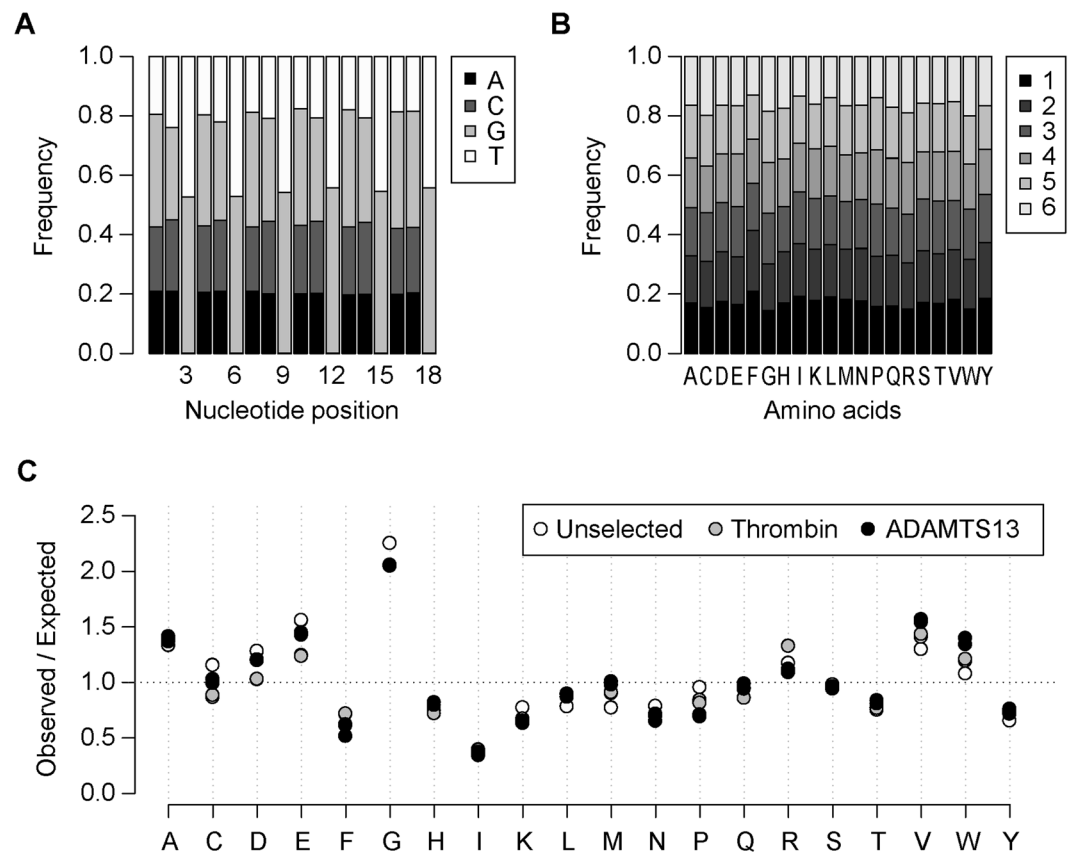 A
1.0
0.8
0.6
0.4
0.2
0.0
Frequency
3 6 9 12 15 18
Nucleotide position
A
C
G
T
B
1.0
0.8
0.6
0.4
0.2
0.0
Frequency
A C D E F G H I K L M N P Q R S T V W Y
Amino acids
1
2
3
4
5
6
C
2.5
2.0
1.5
1.0
0.5
0.0
Observed / Expected
Unselected Thrombin ADAMTS13
A C D E F G H I K L M N P Q R S T V W Y